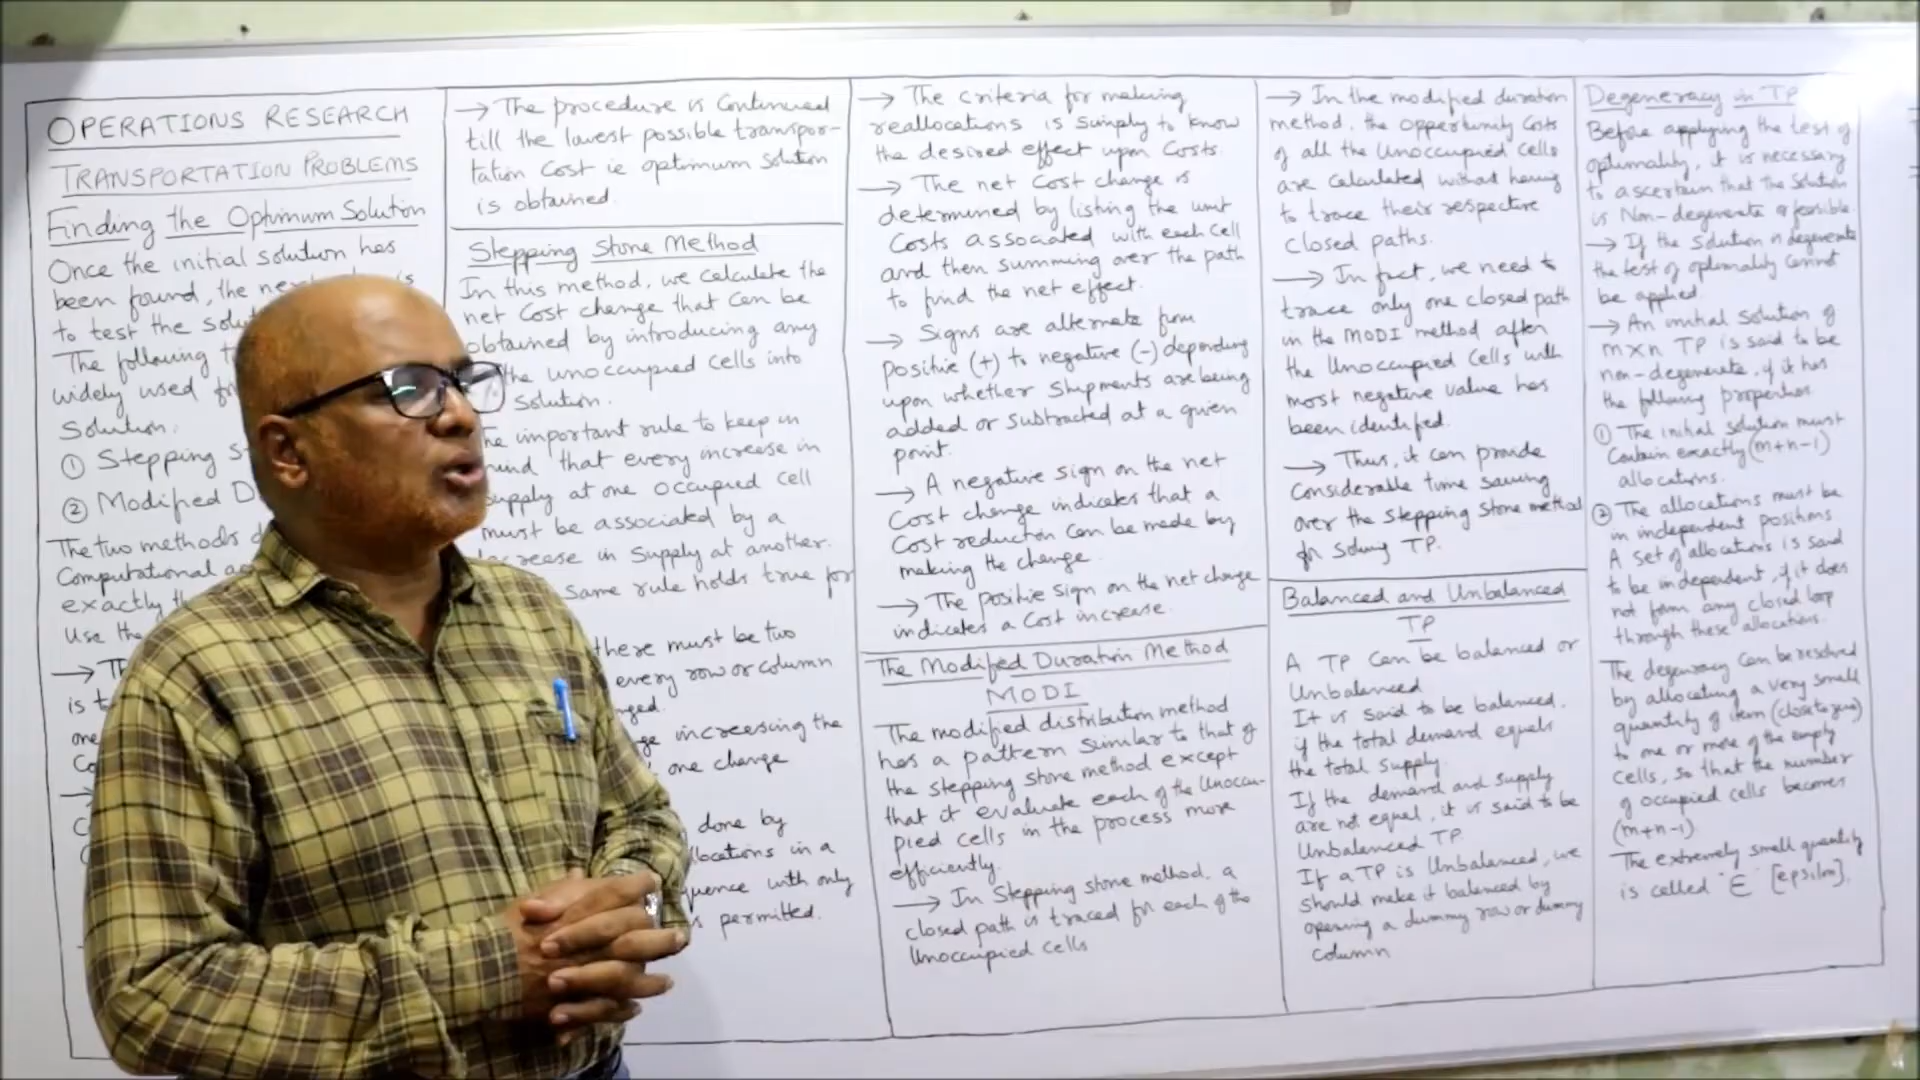 OPERATIONS RESEARCH
TRANSPORTATION PROBLEMS
Finding the Optimum Solution
Once the initial solution has
been found, the next is
to test the
The following
widely used
Solution.
① Stepping
② Modified
The two methods
Computational
exactly
Use the
→
is
one
→
→ The procedure is Continued
till the lowest possible transpor-
tation Cost ie optimum solution
is obtained.
Stepping Stone Method
In this method, we calculate the
net Cost change that can be
obtained by introducing any
the unoccupied cells into
Solution.
important rule to keep in
that every increase in
supply at one occupied cell
must be associated by a
in supply at another.
Same rule holds true for
there must be two
every row or column
increasing the
one change
done by
in a
with only
permitted.
→ The criteria for making
reallocations is simply to know
the desired effect upon Costs.
→ The net Cost change is
determined by listing the unit
Costs associated with each cell
and then summing over the path
to find the net effect.
→ Signs are alternate from
Positive (+) to negative (-) depending
upon whether shipments are being
added or subtracted at a given
point.
→ A negative sign on the net
Cost change indicates that a
Cost reduction can be made by
making the change.
→ The positive sign on the net change
indicates a Cost increase.
The Modified Duration Method
MODI
The modified distribution method
has a pattern similar to that of
the stepping stone method except
that it evaluate each of the Unoccu-
pied cells in the process more
efficiently.
→ In Stepping stone method, a
closed path is traced for each of the
Unoccupied cells
→ In the modified duration
method, the opportunity Costs
of all the Unoccupied Cells
are calculated without having
to trace their respective
closed paths.
→ In fact, we need to
trace only one closed path
in the MODI method after
the Unoccupied Cells with
most negative value has
been identified.
→ Thus, it can provide
Considerable time saving
over the Stepping Stone method
for solving TP.
Balanced and Unbalanced
TP
A TP Can be balanced or
Unbalanced
It is said to be balanced,
if the total demand equals
the total supply.
If the demand and supply
are not equal, it is said to be
Unbalanced TP.
If a TP is Unbalanced, we
should make it balanced by
opening a dummy row or dummy
column
Degeneracy in TP
Before applying the test of
optimality, it is necessary
to ascertain that the solution
is Non-degenerate & feasible.
→ If the solution is degenerate
the test of optimality cannot
be applied.
→ An initial solution of
m×n TP is said to be
non-degenerate, if it has
the following properties
① The initial solution must
Contain exactly (m+n-1)
allocations.
② The allocations must be
in independent positions
A set of allocations is said
to be independent, if it does
not form any closed loop
through these allocations.
The degeneracy can be resolved
by allocating a very small
quantity of item (close to zero)
to one or more of the empty
cells, so that the number
of occupied cells becomes
(m+n-1)
The extremely small quantity
is called "∈" [epsilon].